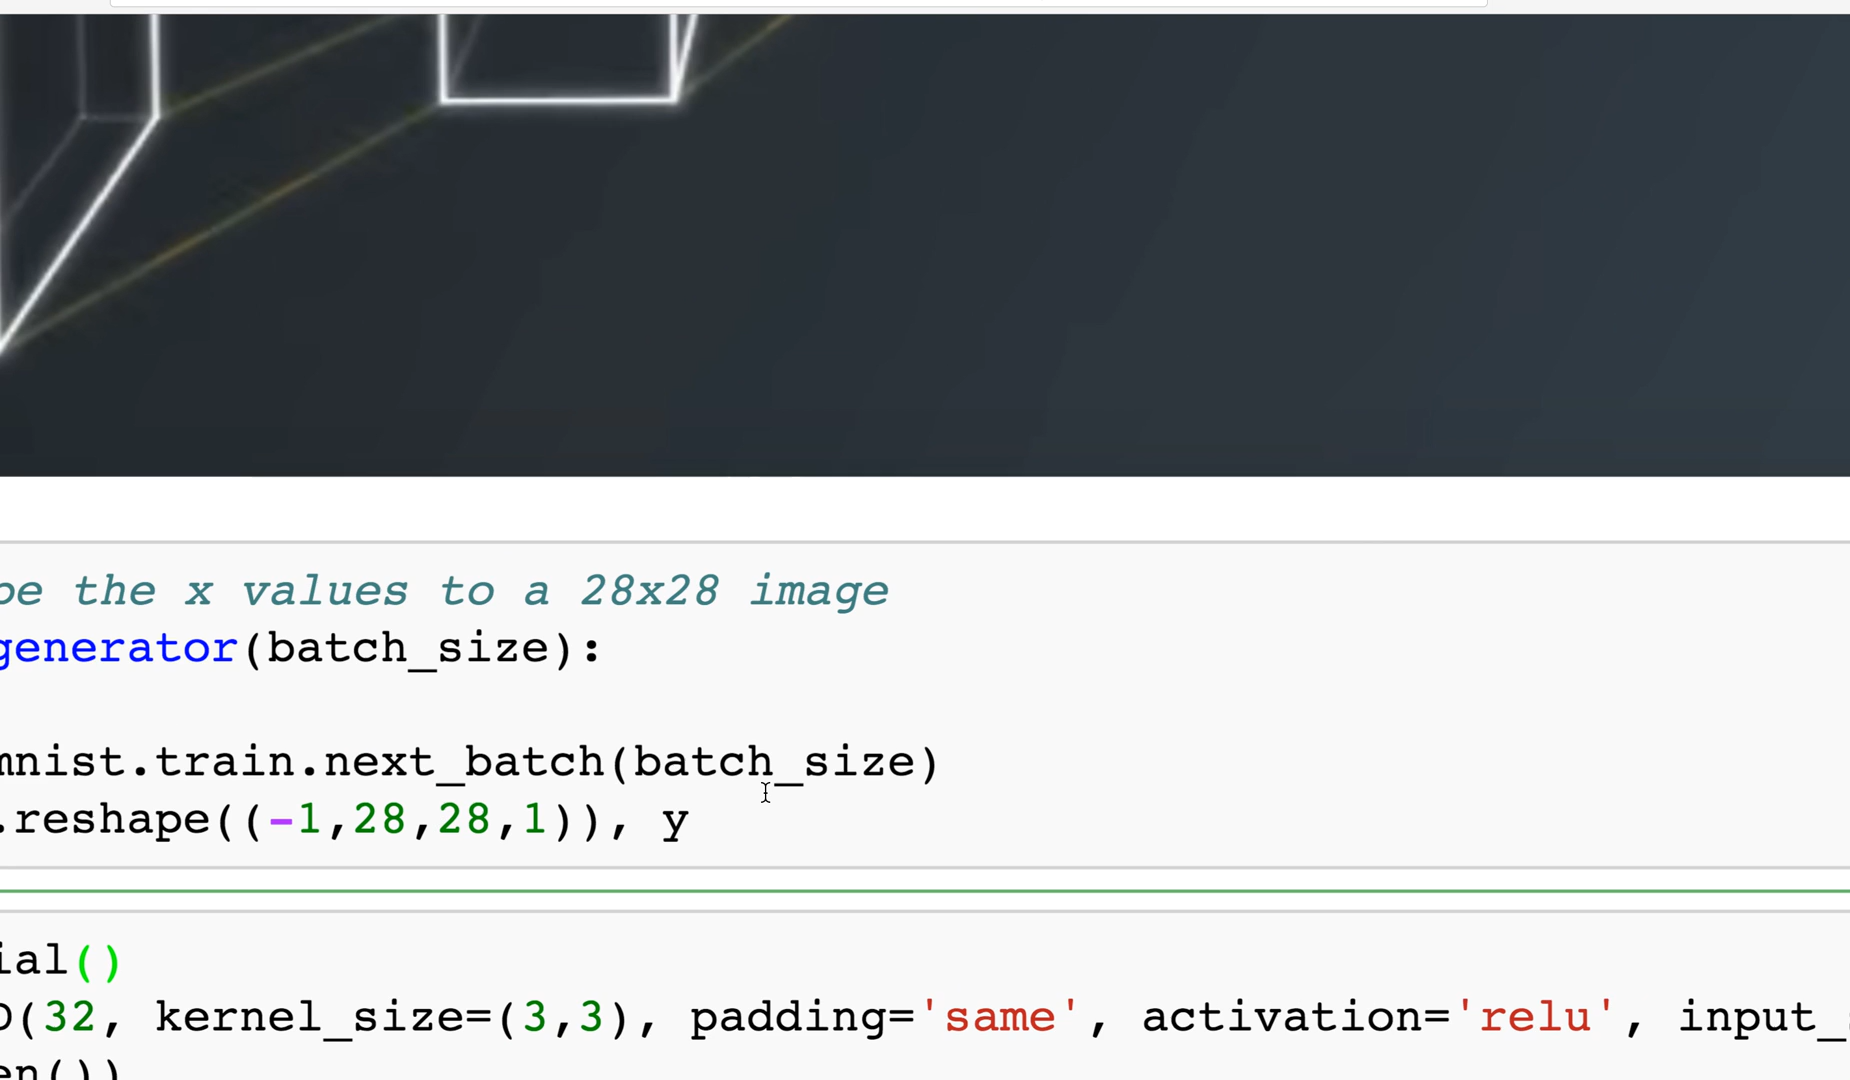 pe the x values to a 28x28 image
generator(batch_size):
mnist.train.next_batch(batch_size)
.reshape((-1,28,28,1)), y
ial()
D(32, kernel_size=(3,3), padding='same', activation='relu', input_
en())